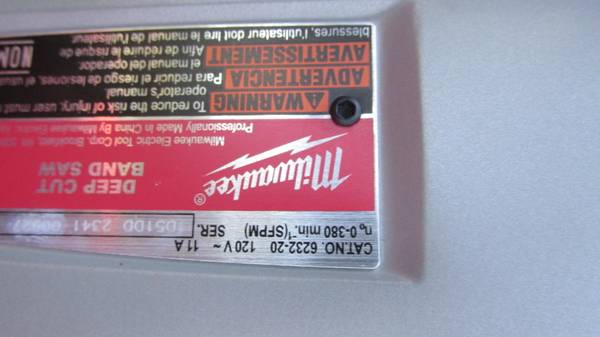 CAT.NO. 6232-20 120 V ~ 11 A
n₀ 0-380 min.⁻¹(SFPM) SER.
DEEP CUT
BAND SAW
Milwaukee®
Milwaukee Electric Tool Corp. Brookfield, WI
Professionally Made in China By Milwaukee Electric
WARNING
To reduce the risk of injury, user must
operator's manual.
ADVERTENCIA
Para reducir el riesgo de lesiones, el
el manual del operador.
AVERTISSEMENT
Afin de réduire le risque de
blessures, l'utilisateur doit lire le manuel de l'utilisateur.
NOM